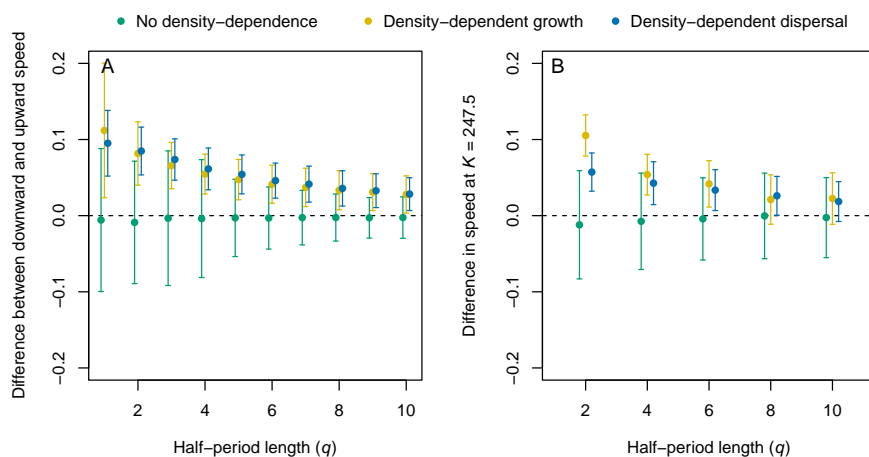 No density−dependence Density−dependent growth Density−dependent dispersal
Difference between downward and upward speed
A
0.2
0.1
0.0
−0.1
−0.2
2 4 6 8 10
Half−period length (q)
Difference in speed at K = 247.5
B
0.2
0.1
0.0
−0.1
−0.2
2 4 6 8 10
Half−period length (q)